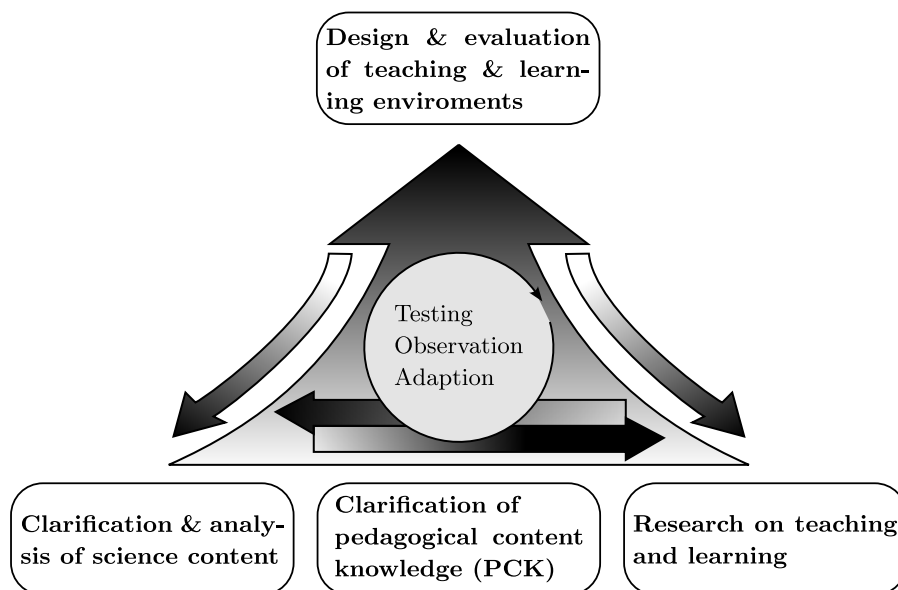 Design & evaluation
of teaching & learn-
ing enviroments
Testing
Observation
Adaption
Clarification & analy-
sis of science content
Clarification of
pedagogical content
knowledge (PCK)
Research on teaching
and learning